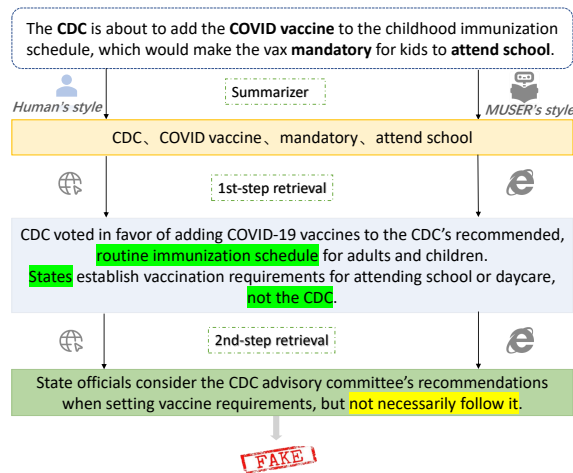 The CDC is about to add the COVID vaccine to the childhood immunization
schedule, which would make the vax mandatory for kids to attend school.
Human's style
Summarizer
MUSER's style
CDC、COVID vaccine、mandatory、attend school
1st-step retrieval
CDC voted in favor of adding COVID-19 vaccines to the CDC's recommended,
routine immunization schedule for adults and children.
States establish vaccination requirements for attending school or daycare,
not the CDC.
2nd-step retrieval
State officials consider the CDC advisory committee's recommendations
when setting vaccine requirements, but not necessarily follow it.
FAKE